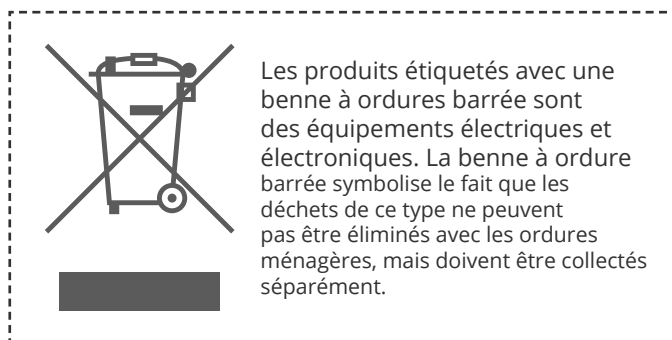 Les produits étiquetés avec une
benne à ordures barrée sont
des équipements électriques et
électroniques. La benne à ordure
barrée symbolise le fait que les
déchets de ce type ne peuvent
pas être éliminés avec les ordures
ménagères, mais doivent être collectés
séparément.